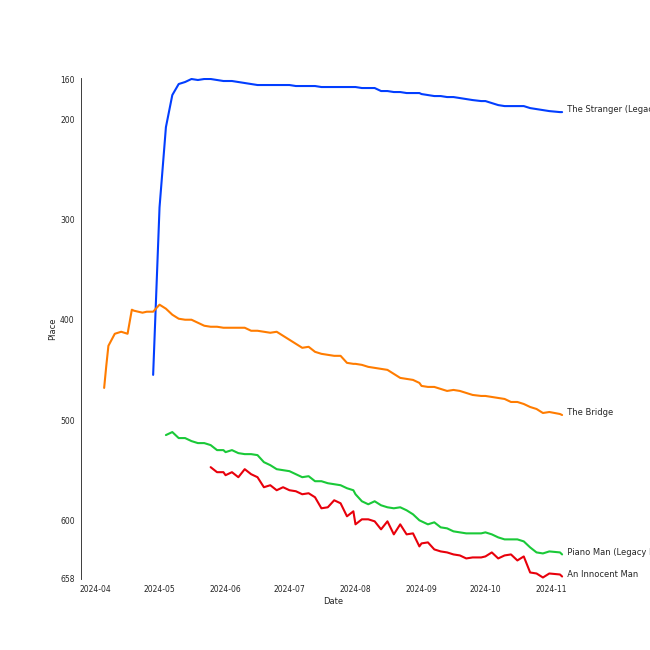 160
200
300
400
500
600
658
Place
2024-04
2024-05
2024-06
2024-07
2024-08
2024-09
2024-10
2024-11
Date
The Stranger (Legac
The Bridge
Piano Man (Legacy
An Innocent Man